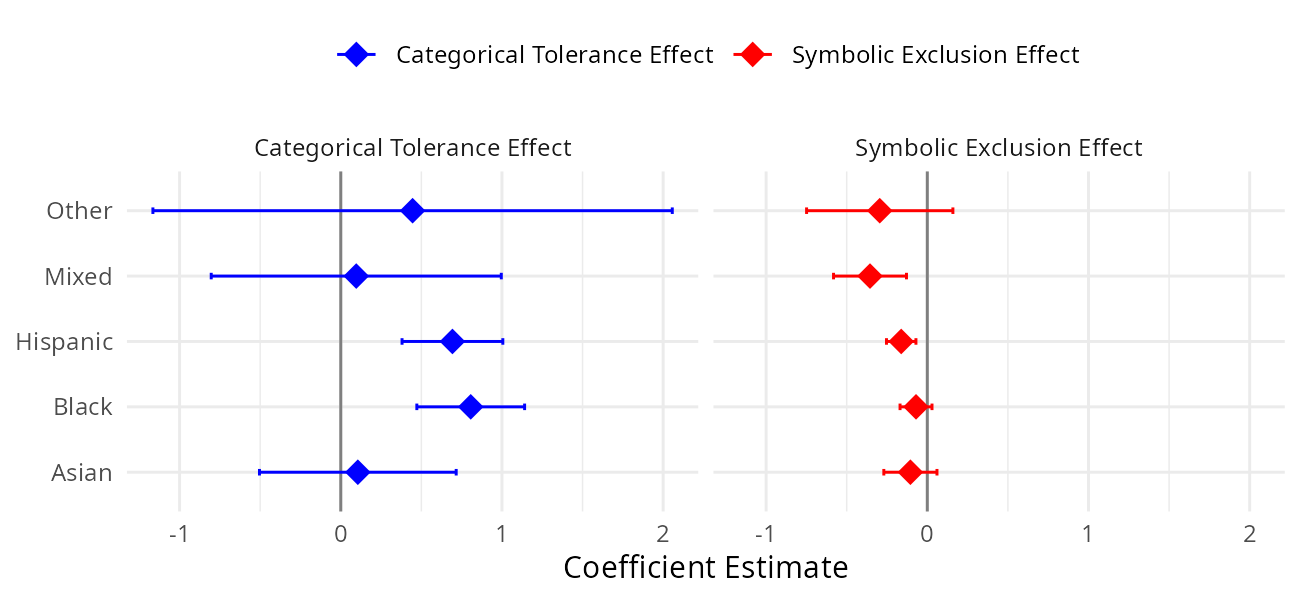 Categorical Tolerance Effect Symbolic Exclusion Effect
Categorical Tolerance Effect Symbolic Exclusion Effect
Other
Mixed
Hispanic
Black
Asian
-1 0 1 2 -1 0 1 2
Coefficient Estimate